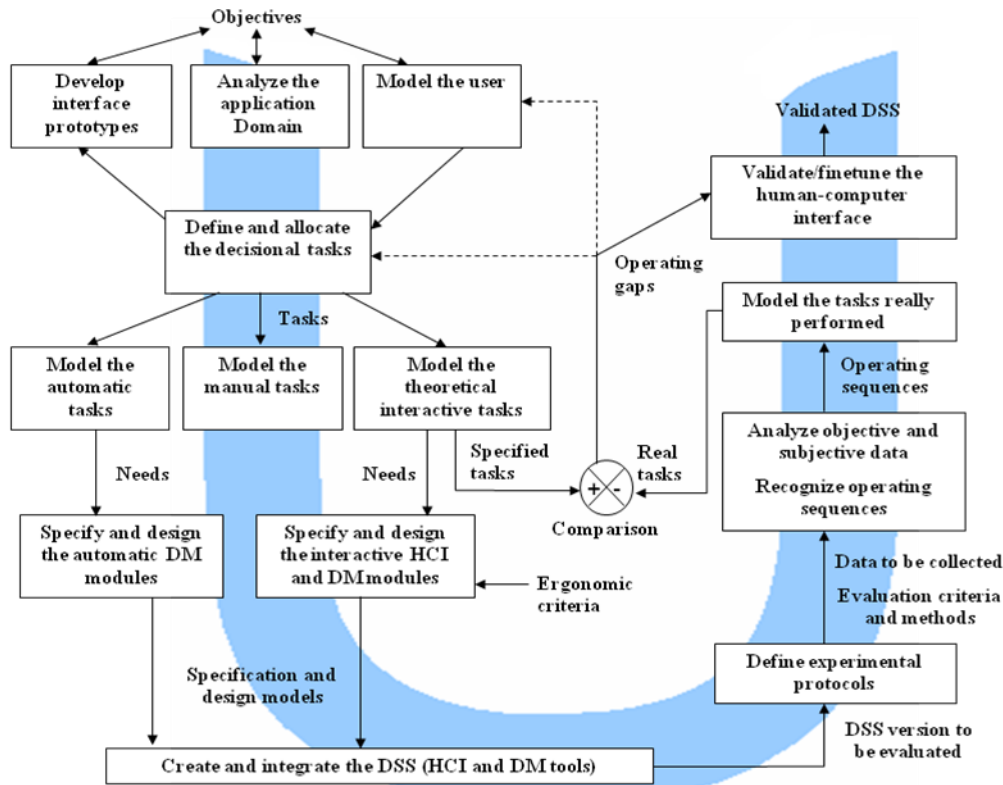 Objectives
Develop
interface
prototypes
Analyze the
application
Domain
Model the user
Validated DSS
Validate/finetune the
human-computer
interface
Define and allocate
the decisional tasks
Operating
gaps
Model the tasks really
performed
Tasks
Model the
automatic
tasks
Model the
manual tasks
Model the
theoretical
interactive tasks
Operating
sequences
Analyze objective and
subjective data
Recognize operating
sequences
Needs
Needs
Specified
tasks
Real
tasks
+ -
Comparison
Specify and design
the automatic DM
modules
Specify and design
the interactive HCI
and DM modules
Ergonomic
criteria
Data to be collected
Evaluation criteria
and methods
Define experimental
protocols
Specification and
design models
DSS version to
be evaluated
Create and integrate the DSS (HCI and DM tools)